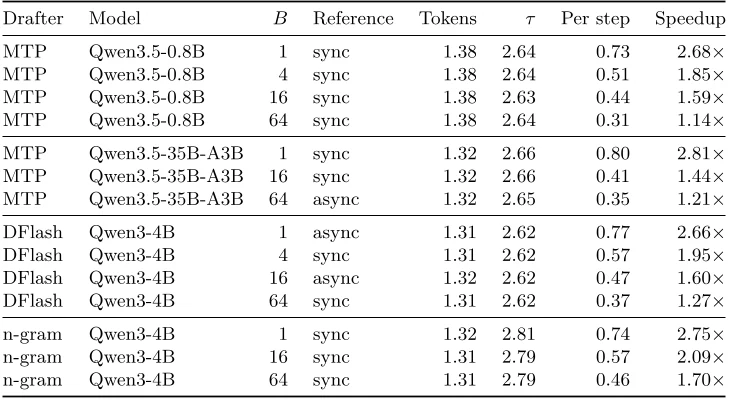 Drafter Model B Reference Tokens τ Per step Speedup
MTP Qwen3.5-0.8B 1 sync 1.38 2.64 0.73 2.68×
MTP Qwen3.5-0.8B 4 sync 1.38 2.64 0.51 1.85×
MTP Qwen3.5-0.8B 16 sync 1.38 2.63 0.44 1.59×
MTP Qwen3.5-0.8B 64 sync 1.38 2.64 0.31 1.14×
MTP Qwen3.5-35B-A3B 1 sync 1.32 2.66 0.80 2.81×
MTP Qwen3.5-35B-A3B 16 sync 1.32 2.66 0.41 1.44×
MTP Qwen3.5-35B-A3B 64 async 1.32 2.65 0.35 1.21×
DFlash Qwen3-4B 1 async 1.31 2.62 0.77 2.66×
DFlash Qwen3-4B 4 sync 1.31 2.62 0.57 1.95×
DFlash Qwen3-4B 16 async 1.32 2.62 0.47 1.60×
DFlash Qwen3-4B 64 sync 1.31 2.62 0.37 1.27×
n-gram Qwen3-4B 1 sync 1.32 2.81 0.74 2.75×
n-gram Qwen3-4B 16 sync 1.31 2.79 0.57 2.09×
n-gram Qwen3-4B 64 sync 1.31 2.79 0.46 1.70×